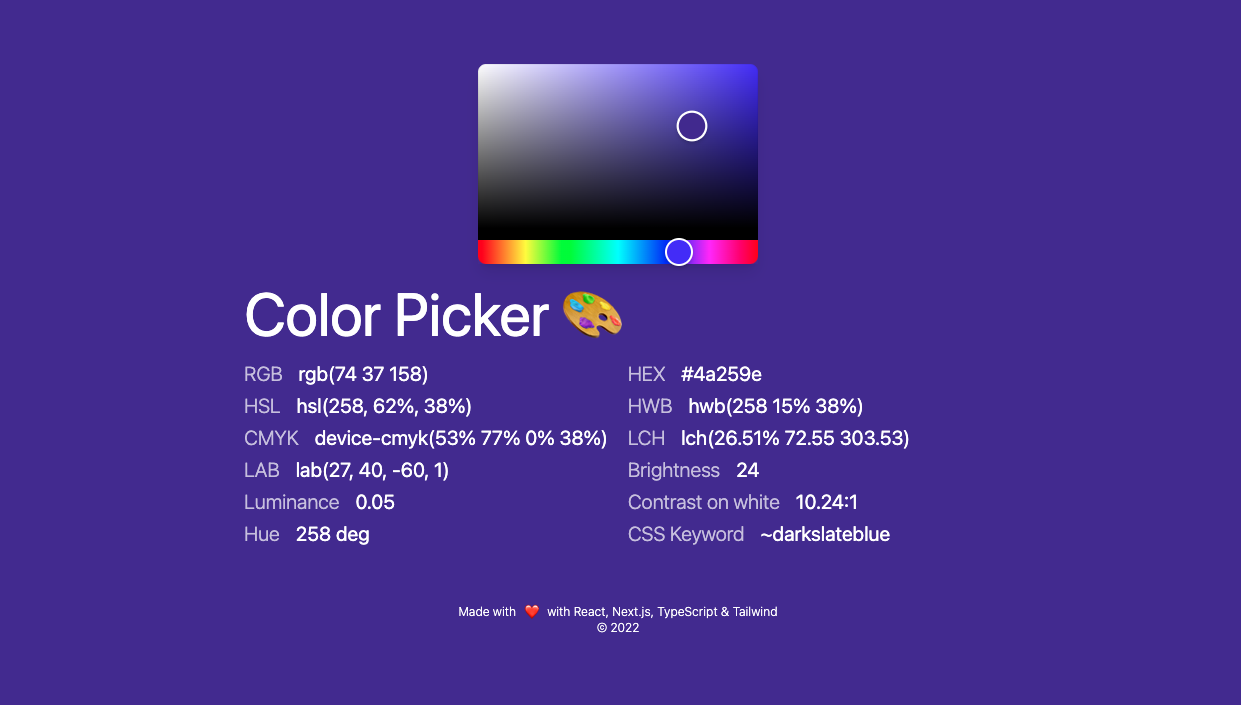 Color Picker 🎨
RGB rgb(74 37 158)
HEX #4a259e
HSL hsl(258, 62%, 38%)
HWB hwb(258 15% 38%)
CMYK device-cmyk(53% 77% 0% 38%)
LCH lch(26.51% 72.55 303.53)
LAB lab(27, 40, -60, 1)
Brightness 24
Luminance 0.05
Contrast on white 10.24:1
Hue 258 deg
CSS Keyword ~darkslateblue
Made with ❤️ with React, Next.js, TypeScript & Tailwind
© 2022